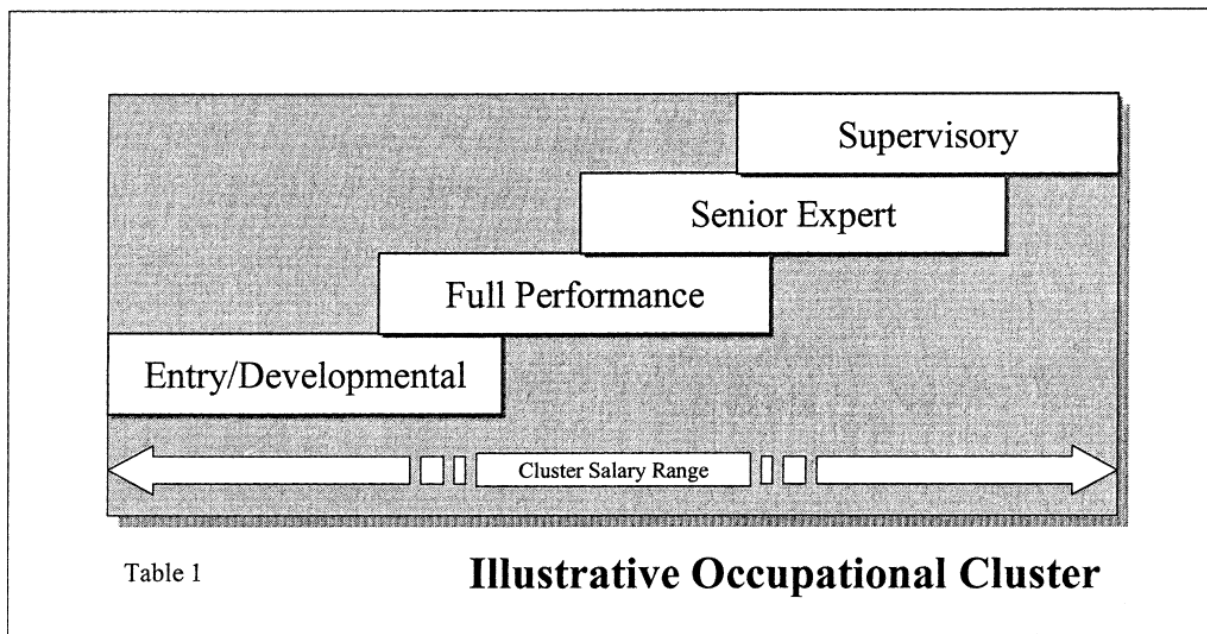 Supervisory
Senior Expert
Full Performance
Entry/Developmental
Cluster Salary Range
Table 1
Illustrative Occupational Cluster